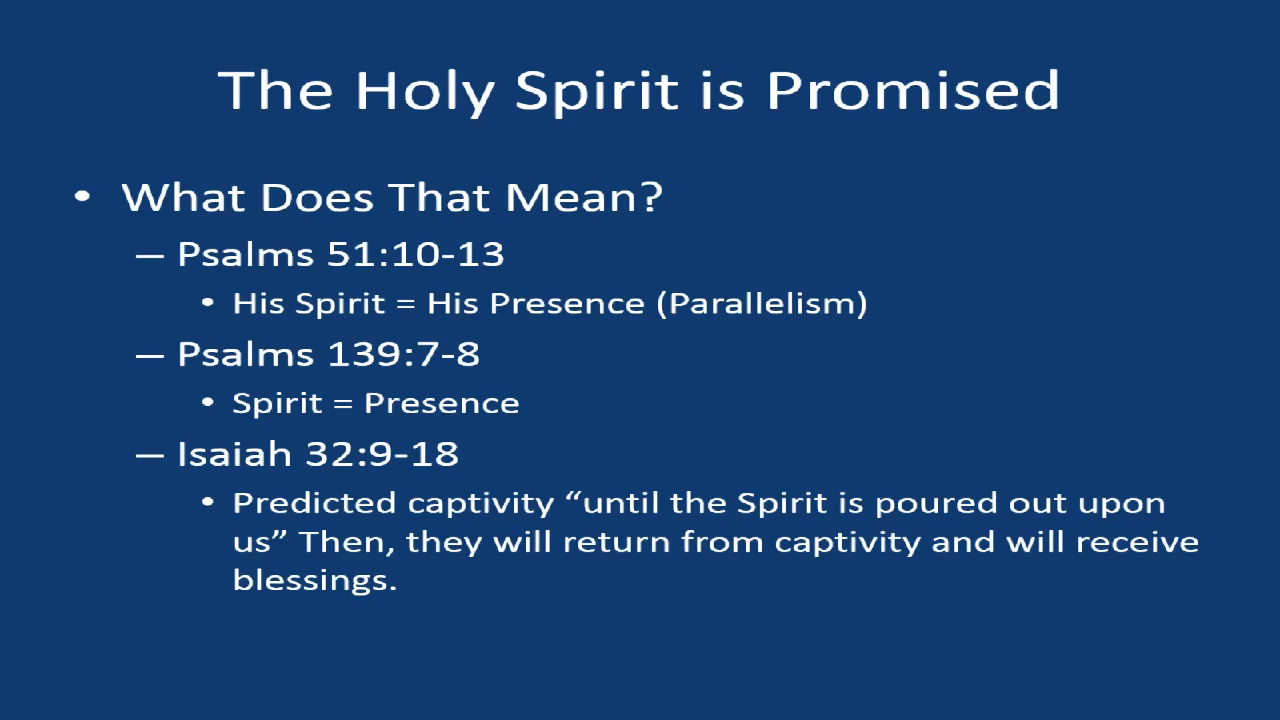 The Holy Spirit is Promised
• What Does That Mean?
– Psalms 51:10-13
• His Spirit = His Presence (Parallelism)
– Psalms 139:7-8
• Spirit = Presence
– Isaiah 32:9-18
• Predicted captivity “until the Spirit is poured out upon
us” Then, they will return from captivity and will receive
blessings.